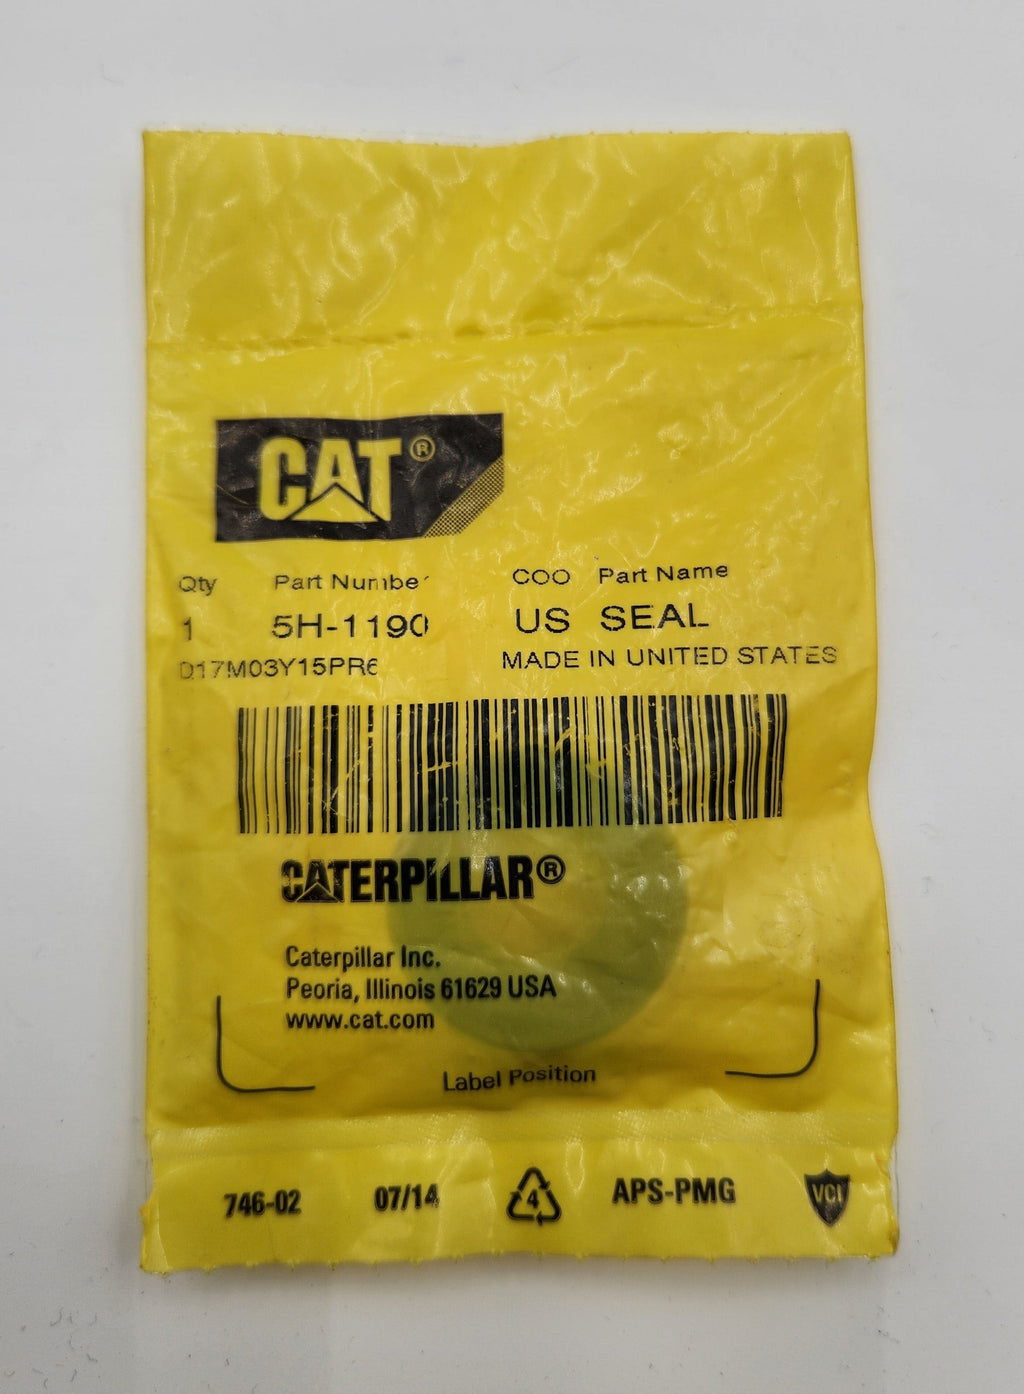 CAT®
Qty Part Number COO Part Name
1 5H-1190 US SEAL
D17M03Y15PR6 MADE IN UNITED STATES
CATERPILLAR®
Caterpillar Inc.
Peoria, Illinois 61629 USA
www.cat.com
Label Position
746-02 07/14 4 APS-PMG VCI